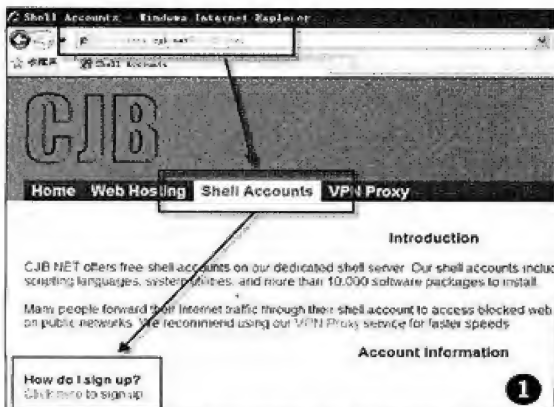 Shell Accounts - Windows Internet Explorer
Shell Accounts
CJB
Home Web Hosting Shell Accounts VPN Proxy
Introduction
CJB NET offers free shell accounts on our dedicated shell server. Our shell accounts inclu
scripting languages, system utilities, and more than 10,000 software packages to install.
Many people forward their Internet traffic through their shell account to access blocked web
on public networks. We recommend using our VPN Proxy service for faster speeds
Account Information
How do I sign up?
Click here to sign up
1